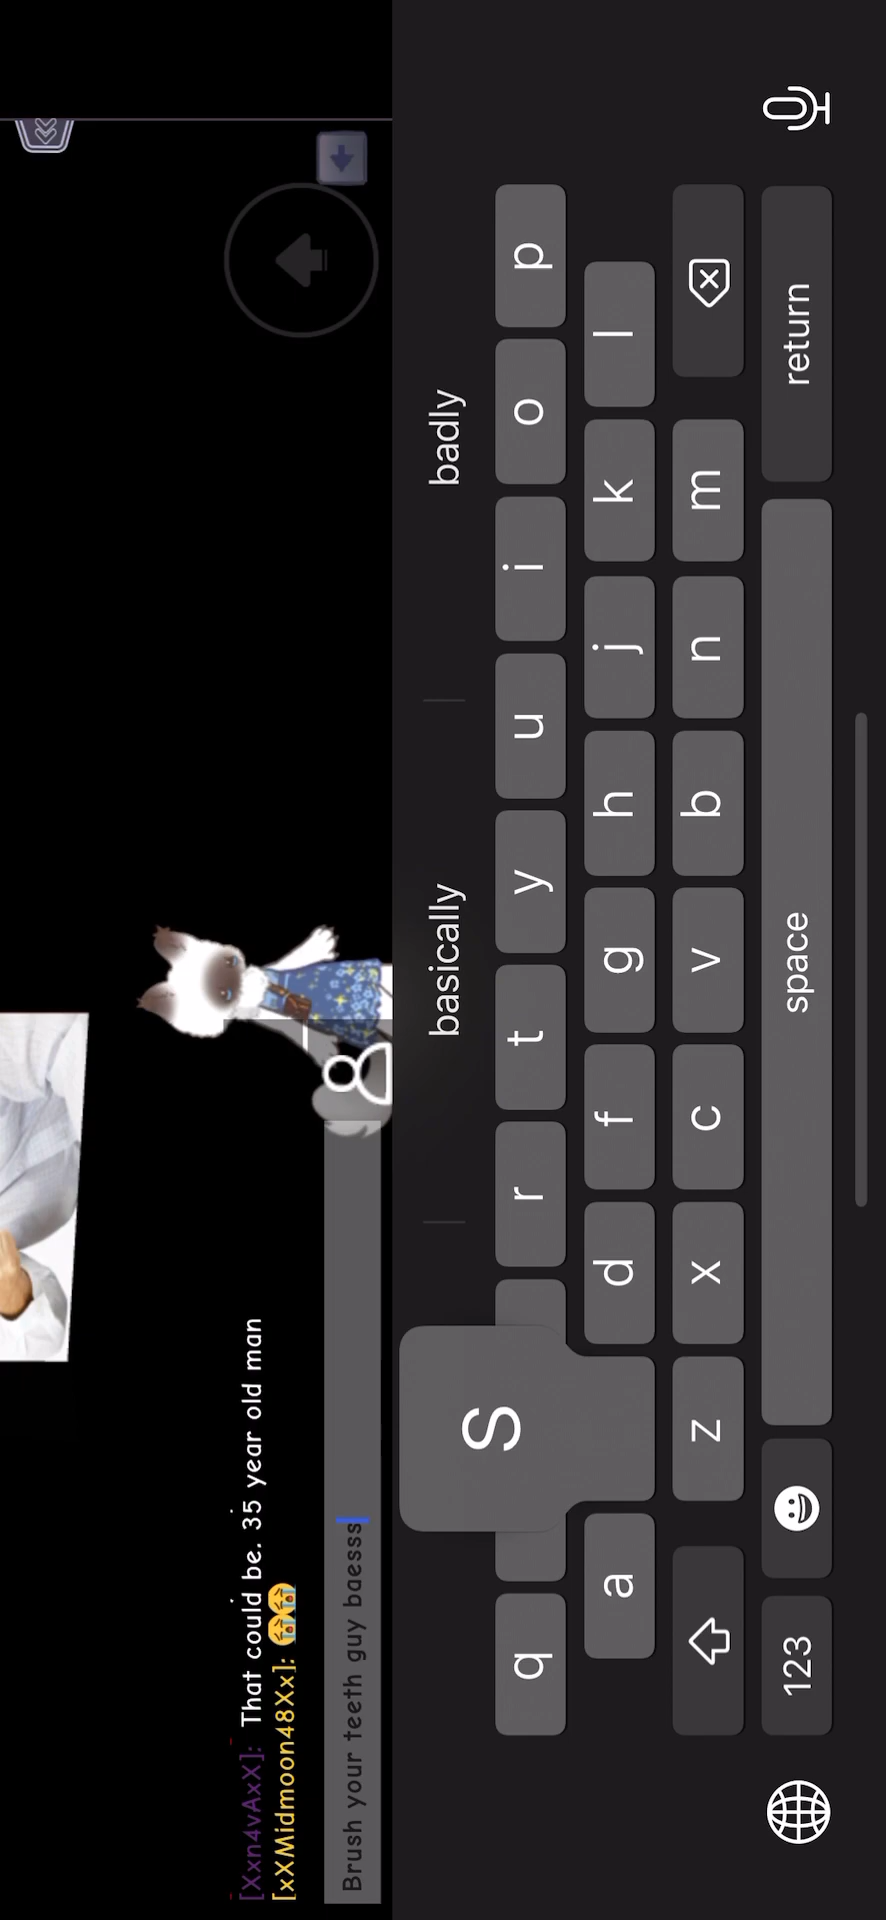 [Xxn4vAxX]: That could be. 35 year old man
[xXMidmoon48Xx]: 😭😭
Brush your teeth guy baesss
basically
badly
q
r
t
y
u
i
o
p
a
S
d
f
g
h
j
k
l
z
x
c
v
b
n
m
123
space
return